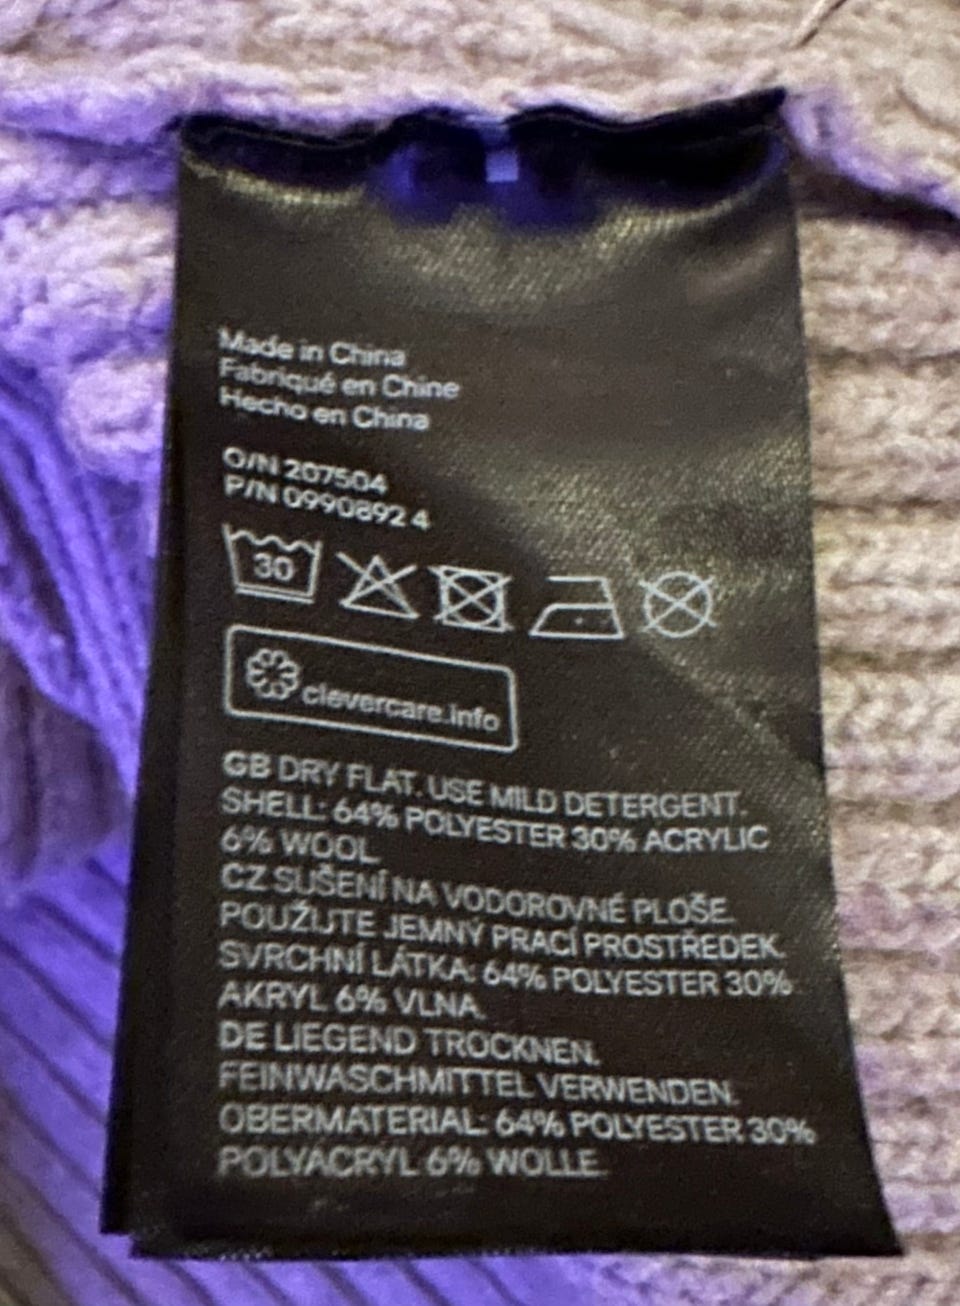 Made in China
Fabriqué en Chine
Hecho en China
O/N 207504
P/N 0990892 4
30
clevercare.info
GB DRY FLAT. USE MILD DETERGENT.
SHELL: 64% POLYESTER 30% ACRYLIC
6% WOOL
CZ SUŠENÍ NA VODOROVNÉ PLOŠE.
POUŽIJTE JEMNÝ PRACÍ PROSTŘEDEK.
SVRCHNÍ LÁTKA: 64% POLYESTER 30%
AKRYL 6% VLNA.
DE LIEGEND TROCKNEN.
FEINWASCHMITTEL VERWENDEN.
OBERMATERIAL: 64% POLYESTER 30%
POLYACRYL 6% WOLLE.